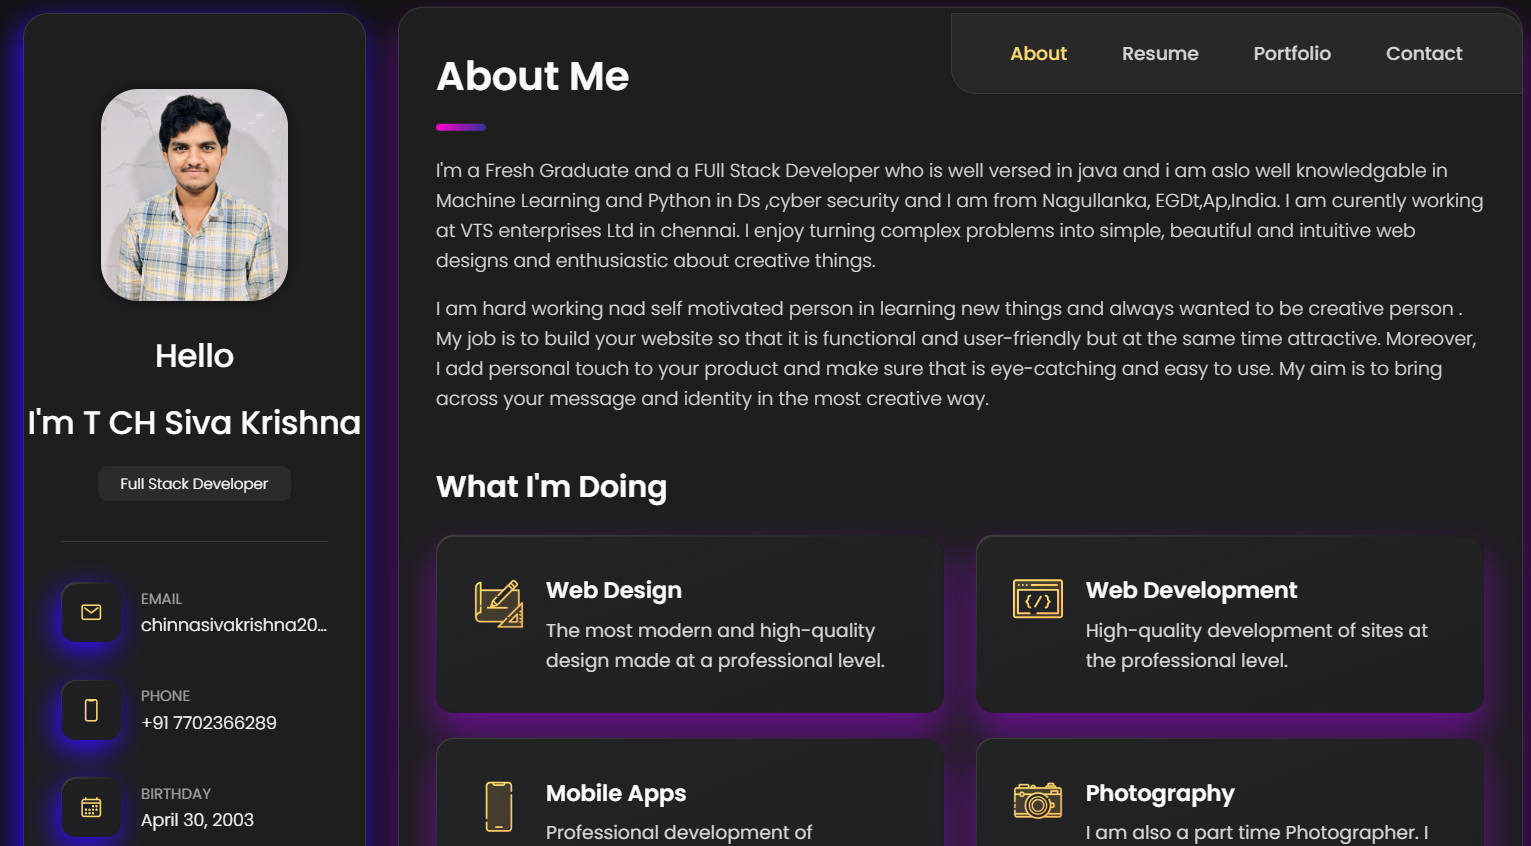 Hello
I'm T CH Siva Krishna
Full Stack Developer
EMAIL
chinnasivakrishna20...
PHONE
+91 7702366289
BIRTHDAY
April 30, 2003
About Resume Portfolio Contact
About Me
I'm a Fresh Graduate and a FUll Stack Developer who is well versed in java and i am aslo well knowledgable in
Machine Learning and Python in Ds ,cyber security and I am from Nagullanka, EGDt,Ap,India. I am curently working
at VTS enterprises Ltd in chennai. I enjoy turning complex problems into simple, beautiful and intuitive web
designs and enthusiastic about creative things.
I am hard working nad self motivated person in learning new things and always wanted to be creative person .
My job is to build your website so that it is functional and user-friendly but at the same time attractive. Moreover,
I add personal touch to your product and make sure that is eye-catching and easy to use. My aim is to bring
across your message and identity in the most creative way.
What I'm Doing
Web Design
The most modern and high-quality
design made at a professional level.
Web Development
High-quality development of sites at
the professional level.
Mobile Apps
Professional development of
Photography
I am also a part time Photographer. I